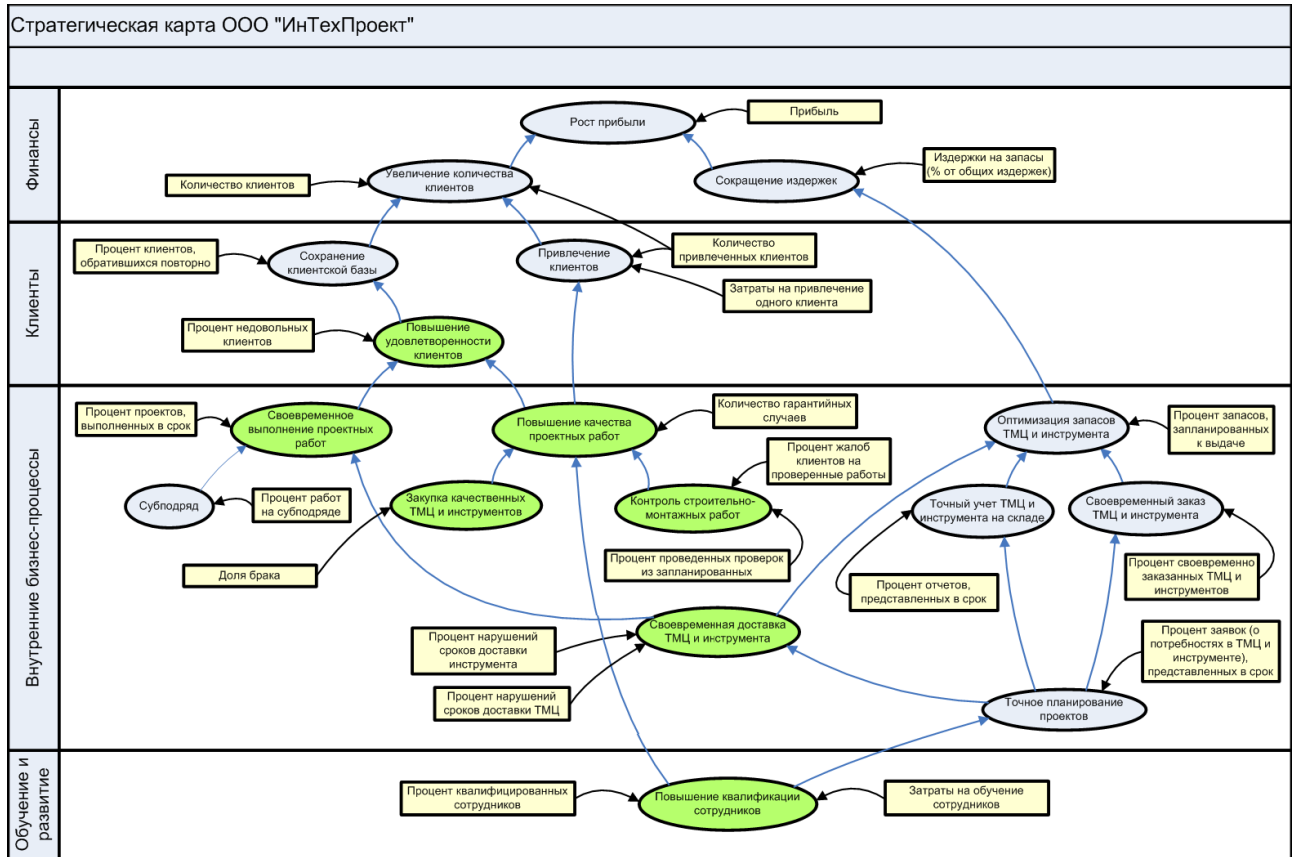 Стратегическая карта ООО "ИнТехПроект"
Финансы
Рост прибыли
Прибыль
Количество клиентов
Увеличение количества
клиентов
Сокращение издержек
Издержки на запасы
(% от общих издержек)
Клиенты
Процент клиентов,
обратившихся повторно
Сохранение
клиентской базы
Привлечение
клиентов
Количество
привлеченных клиентов
Затраты на привлечение
одного клиента
Процент недовольных
клиентов
Повышение
удовлетворенности
клиентов
Внутренние бизнес-процессы
Процент проектов,
выполненных в срок
Своевременное
выполнение проектных
работ
Повышение качества
проектных работ
Количество гарантийных
случаев
Оптимизация запасов
ТМЦ и инструмента
Процент запасов,
запланированных
к выдаче
Процент жалоб
клиентов на
проверенные работы
Субподряд
Процент работ
на субподряде
Закупка качественных
ТМЦ и инструментов
Контроль строительно-
монтажных работ
Точный учет ТМЦ и
инструмента на складе
Своевременный заказ
ТМЦ и инструмента
Доля брака
Процент проведенных проверок
из запланированных
Процент отчетов,
представленных в срок
Процент своевременно
заказанных ТМЦ и
инструментов
Процент нарушений
сроков доставки
инструмента
Своевременная доставка
ТМЦ и инструмента
Процент заявок (о
потребностях в ТМЦ и
инструменте),
представленных в срок
Процент нарушений
сроков доставки ТМЦ
Точное планирование
проектов
Обучение и
развитие
Процент квалифицированных
сотрудников
Повышение квалификации
сотрудников
Затраты на обучение
сотрудников